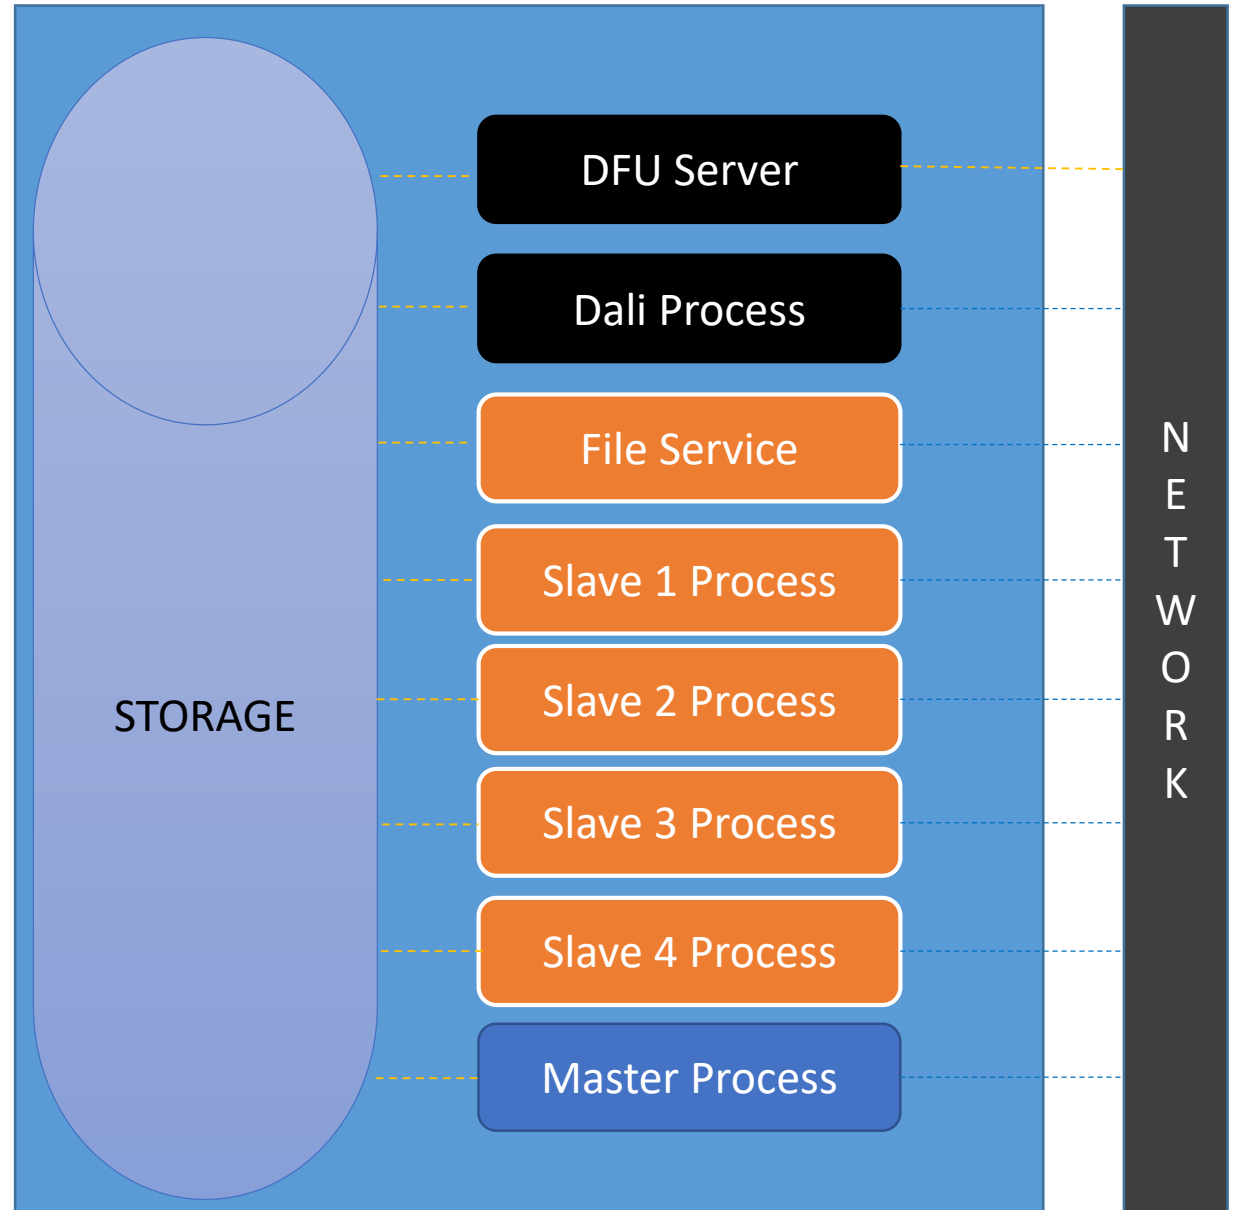 DFU Server
Dali Process
File Service
Slave 1 Process
Slave 2 Process
Slave 3 Process
Slave 4 Process
Master Process
STORAGE
N
E
T
W
O
R
K